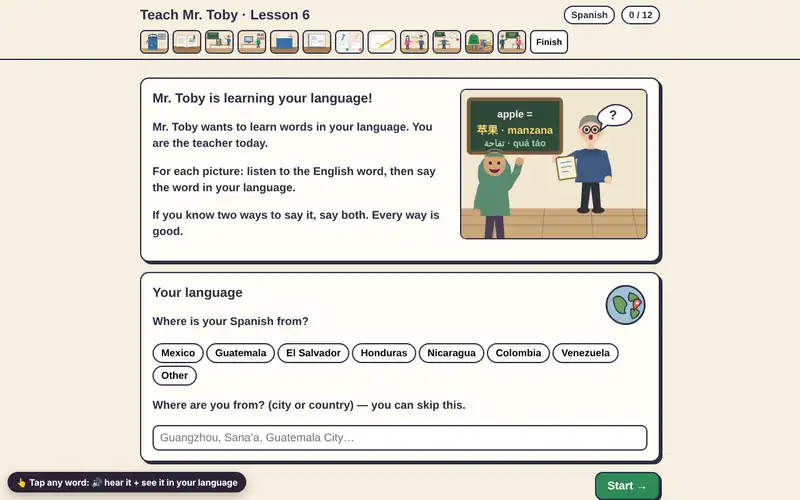 Teach Mr. Toby · Lesson 6
Spanish
0 / 12
Finish
Mr. Toby is learning your language!
Mr. Toby wants to learn words in your language. You
are the teacher today.
For each picture: listen to the English word, then say
the word in your language.
If you know two ways to say it, say both. Every way is
good.
apple =
苹果 · manzana
تفاحة · quả táo
?
Your language
Where is your Spanish from?
Mexico
Guatemala
El Salvador
Honduras
Nicaragua
Colombia
Venezuela
Other
Where are you from? (city or country) — you can skip this.
Guangzhou, Sana'a, Guatemala City…
👆 Tap any word: 🔊 hear it + see it in your language
Start →